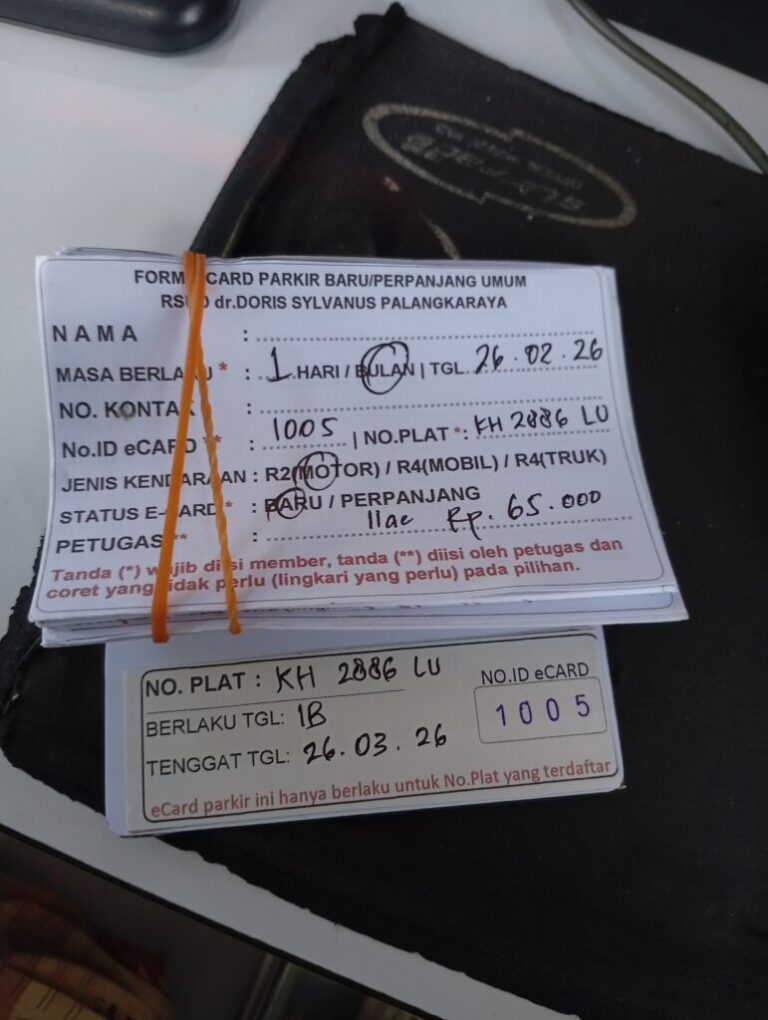 FORM CARD PARKIR BARU/PERPANJANG UMUM
RSUD dr.DORIS SYLVANUS PALANGKARAYA
NAMA :
MASA BERLAKU * : 1 HARI / BULAN | TGL. 26.02.26
NO. KONTAK :
No.ID eCARD ** : 1005 | NO.PLAT *: KH 2886 LU
JENIS KENDARAAN : R2(MOTOR) / R4(MOBIL) / R4(TRUK)
STATUS E-CARD * : BARU / PERPANJANG
PETUGAS ** : Ilac Rp. 65.000
Tanda (*) wajib diisi member, tanda (**) diisi oleh petugas dan
coret yang tidak perlu (lingkari yang perlu) pada pilihan.
NO. PLAT : KH 2886 LU
NO.ID eCARD
1005
BERLAKU TGL: 1B
TENGGAT TGL: 26.03.26
eCard parkir ini hanya berlaku untuk No.Plat yang terdaftar